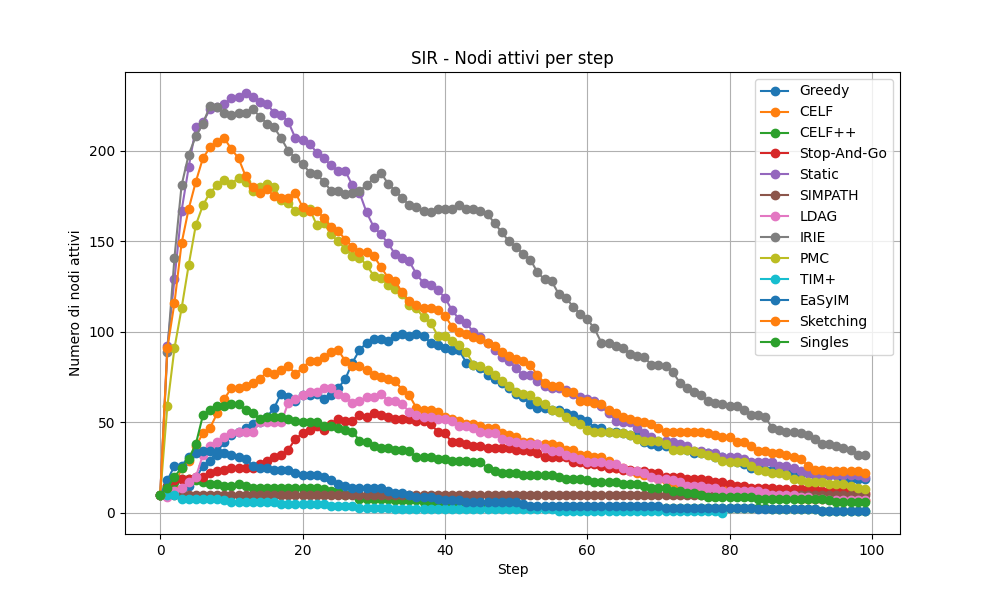 SIR - Nodi attivi per step
Numero di nodi attivi
200
150
100
50
0
0 20 40 60 80 100
Step
Greedy
CELF
CELF++
Stop-And-Go
Static
SIMPATH
LDAG
IRIE
PMC
TIM+
EaSyIM
Sketching
Singles